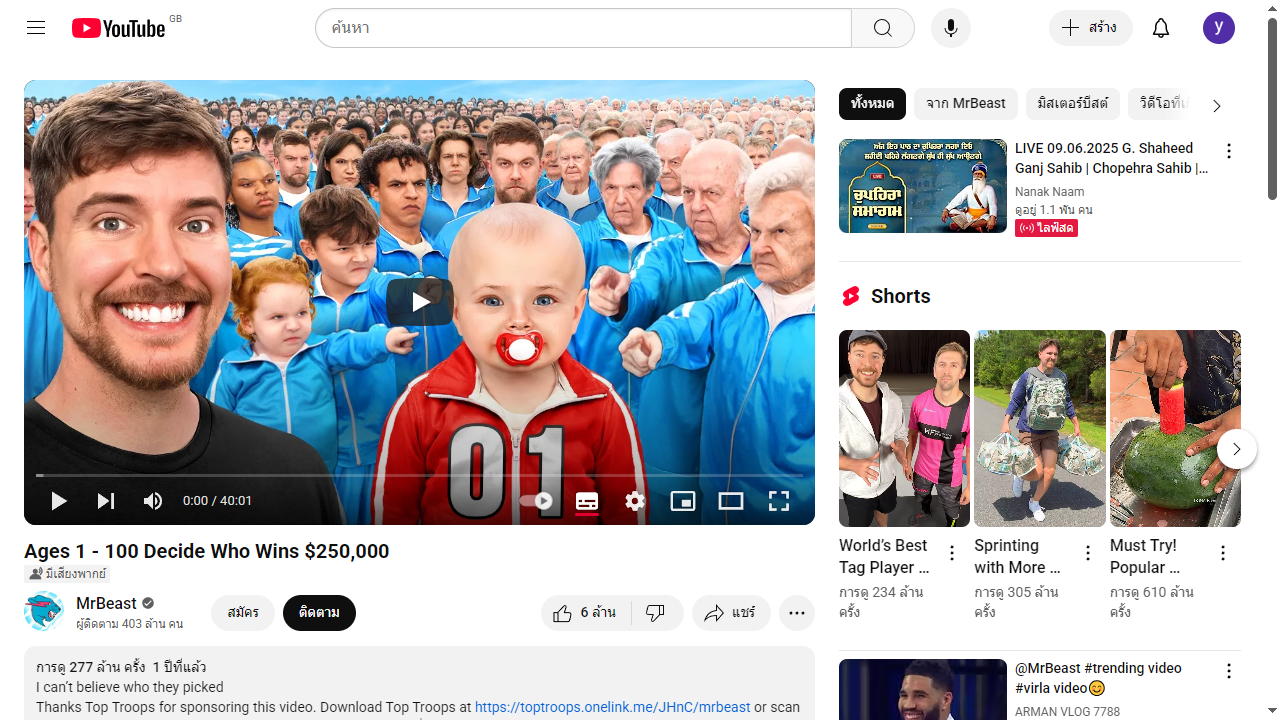 YouTube GB
ค้นหา
สร้าง
y
01
0:00 / 40:01
Ages 1 - 100 Decide Who Wins $250,000
มีเสียงพากย์
MrBeast
ผู้ติดตาม 403 ล้าน คน
สมัคร
ติดตาม
6 ล้าน
แชร์
การดู 277 ล้าน ครั้ง 1 ปีที่แล้ว
I can't believe who they picked
Thanks Top Troops for sponsoring this video. Download Top Troops at https://toptroops.onelink.me/JHnC/mrbeast or scan
ทั้งหมด
จาก MrBeast
มิสเตอร์บีสต์
วิดีโอที่เ
LIVE
LIVE 09.06.2025 G. Shaheed
Ganj Sahib | Chopehra Sahib |...
Nanak Naam
ดูอยู่ 1.1 พัน คน
ไลฟ์สด
Shorts
World's Best
Tag Player ...
การดู 234 ล้าน
ครั้ง
Sprinting
with More ...
การดู 305 ล้าน
ครั้ง
Must Try!
Popular ...
การดู 610 ล้าน
ครั้ง
@MrBeast #trending video
#virla video😊
ARMAN VLOG 7788